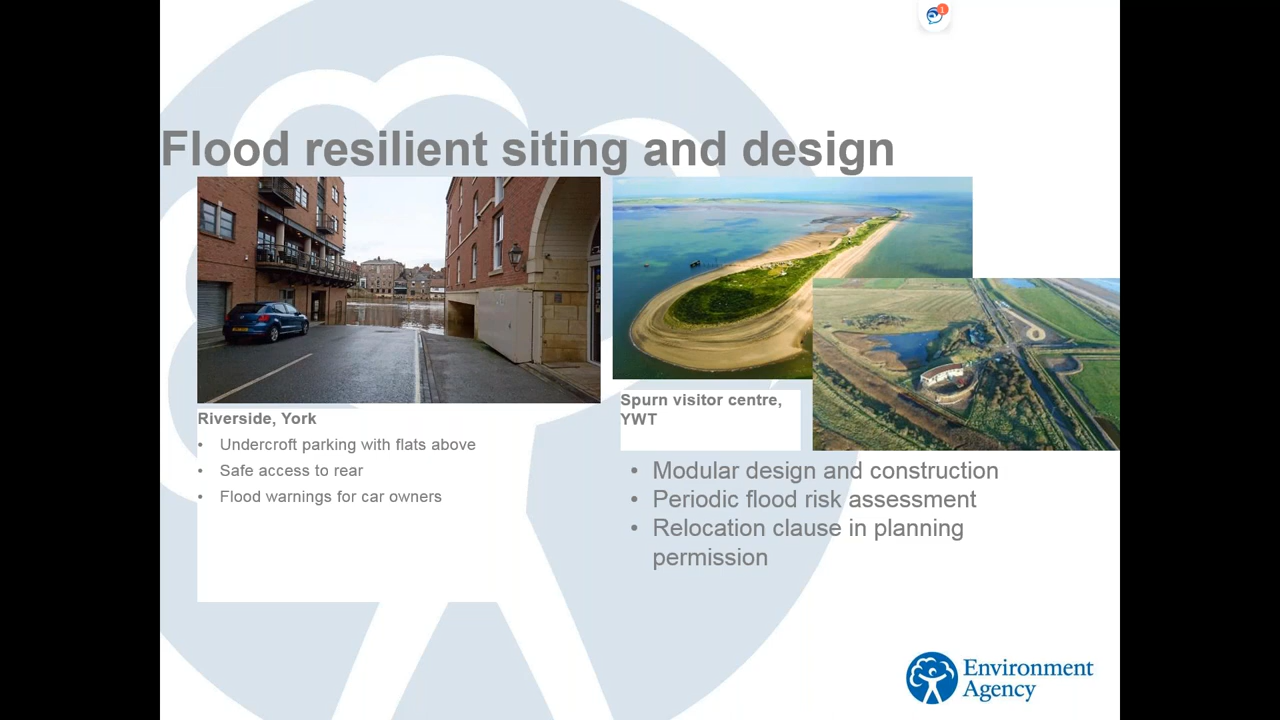 1
Flood resilient siting and design
Riverside, York
• Undercroft parking with flats above
• Safe access to rear
• Flood warnings for car owners
Spurn visitor centre,
YWT
• Modular design and construction
• Periodic flood risk assessment
• Relocation clause in planning
permission
Environment
Agency